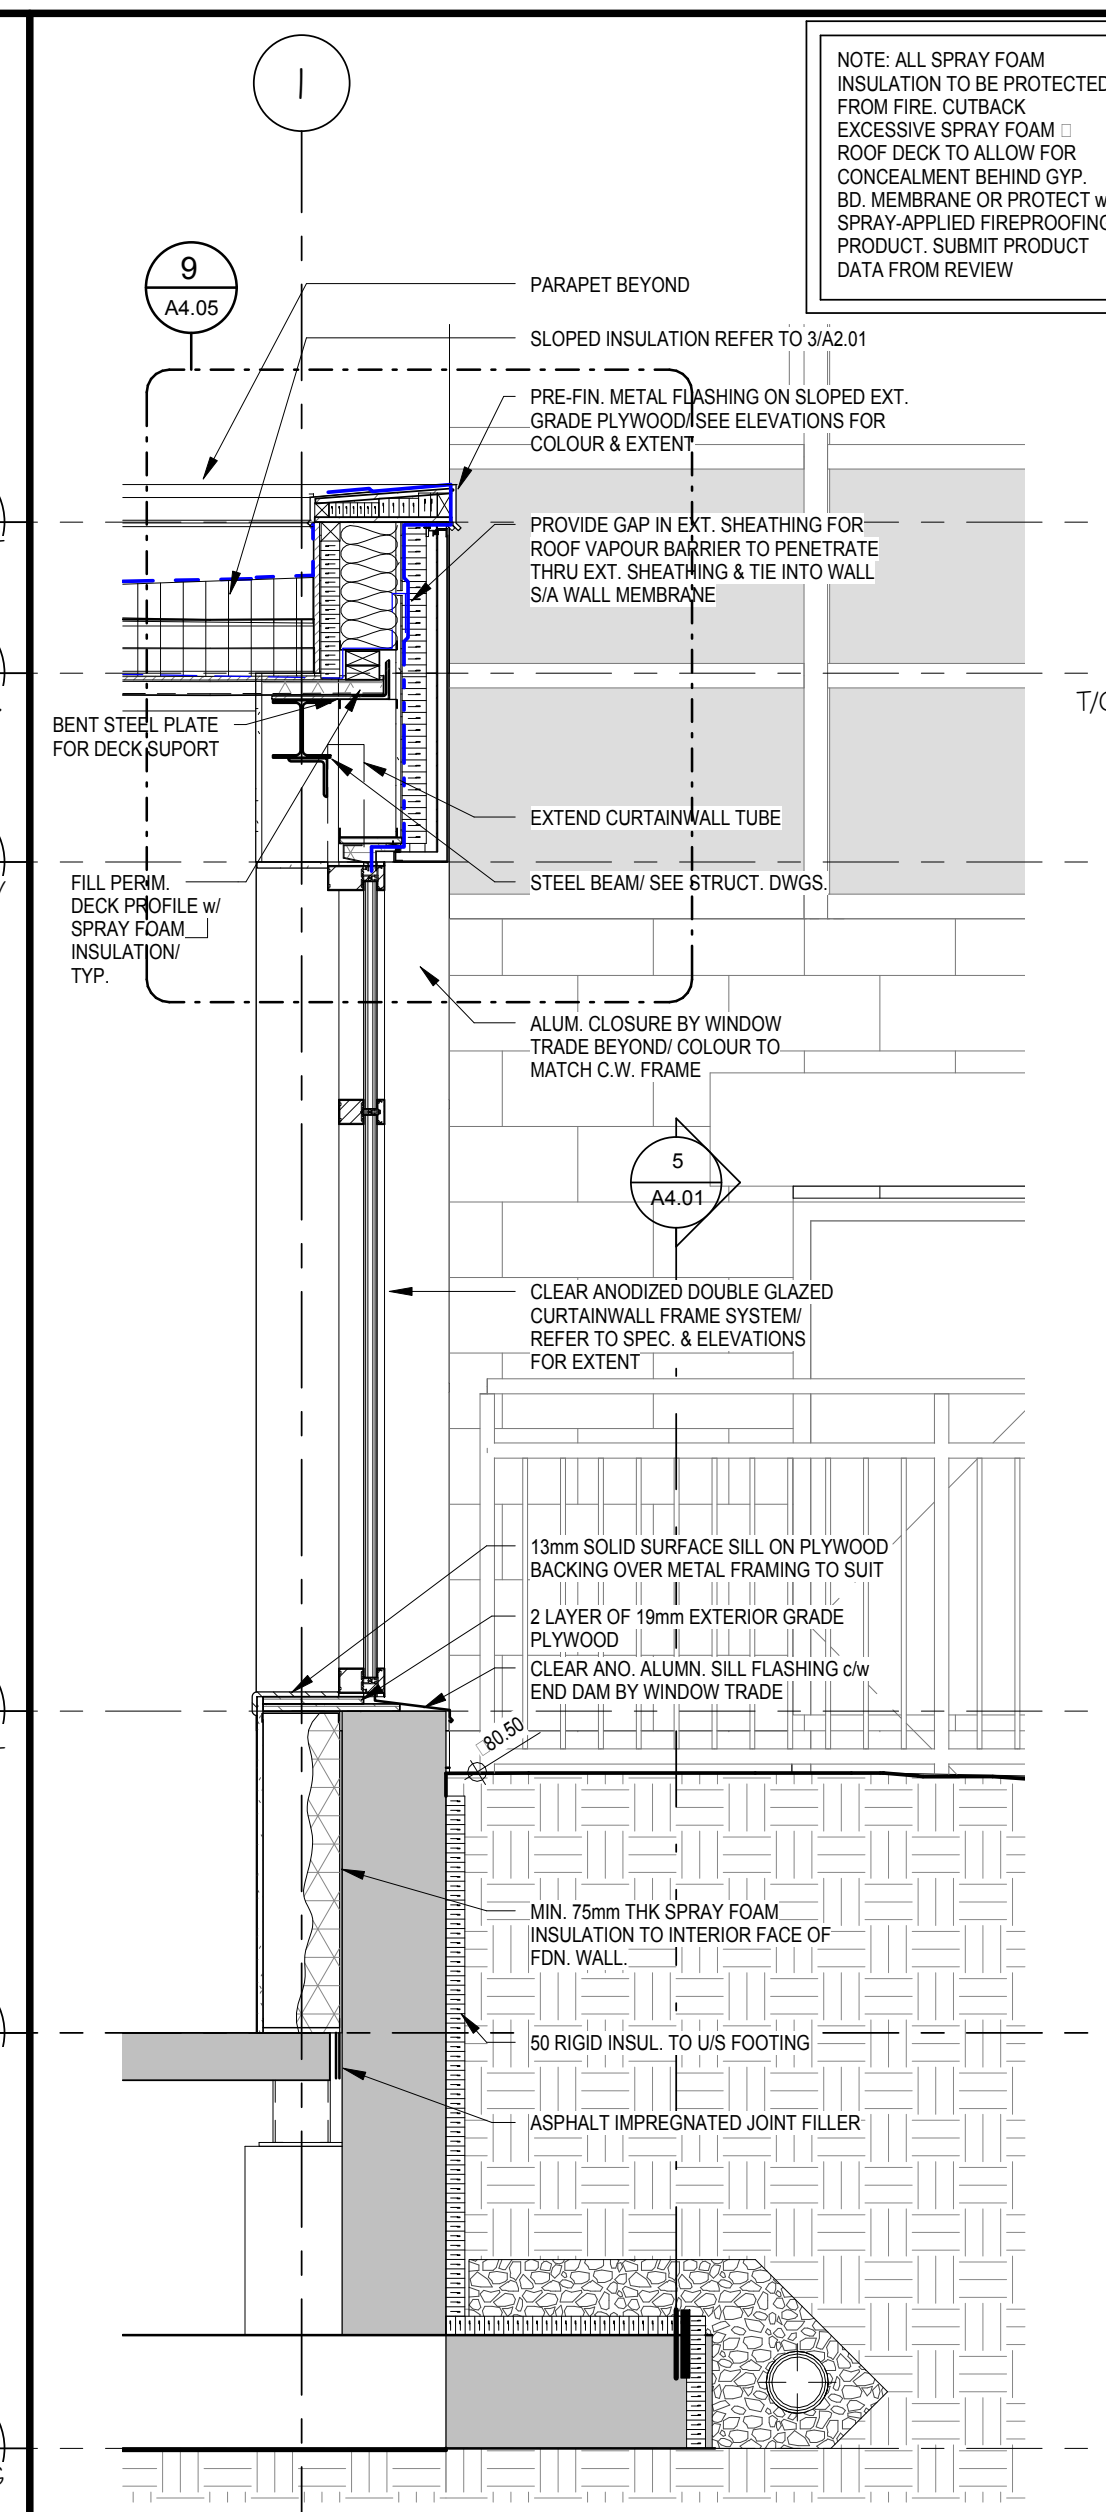 I
NOTE: ALL SPRAY FOAM
INSULATION TO BE PROTECTED
FROM FIRE. CUTBACK
EXCESSIVE SPRAY FOAM □
ROOF DECK TO ALLOW FOR
CONCEALMENT BEHIND GYP.
BD. MEMBRANE OR PROTECT w/
SPRAY-APPLIED FIREPROOFING
PRODUCT. SUBMIT PRODUCT
DATA FROM REVIEW
9
A4.05
PARAPET BEYOND
SLOPED INSULATION REFER TO 3/A2.01
PRE-FIN. METAL FLASHING ON SLOPED EXT.
GRADE PLYWOOD/ SEE ELEVATIONS FOR
COLOUR & EXTENT
PROVIDE GAP IN EXT. SHEATHING FOR
ROOF VAPOUR BARRIER TO PENETRATE
THRU EXT. SHEATHING & TIE INTO WALL
S/A WALL MEMBRANE
BENT STEEL PLATE
FOR DECK SUPORT
EXTEND CURTAINWALL TUBE
STEEL BEAM/ SEE STRUCT. DWGS.
FILL PERIM.
DECK PROFILE w/
SPRAY FOAM
INSULATION/
TYP.
ALUM. CLOSURE BY WINDOW
TRADE BEYOND/ COLOUR TO
MATCH C.W. FRAME
5
A4.01
CLEAR ANODIZED DOUBLE GLAZED
CURTAINWALL FRAME SYSTEM/
REFER TO SPEC. & ELEVATIONS
FOR EXTENT
13mm SOLID SURFACE SILL ON PLYWOOD
BACKING OVER METAL FRAMING TO SUIT
2 LAYER OF 19mm EXTERIOR GRADE
PLYWOOD
CLEAR ANO. ALUMN. SILL FLASHING c/w
END DAM BY WINDOW TRADE
□80.50
MIN. 75mm THK SPRAY FOAM
INSULATION TO INTERIOR FACE OF
FDN. WALL.
50 RIGID INSUL. TO U/S FOOTING
ASPHALT IMPREGNATED JOINT FILLER